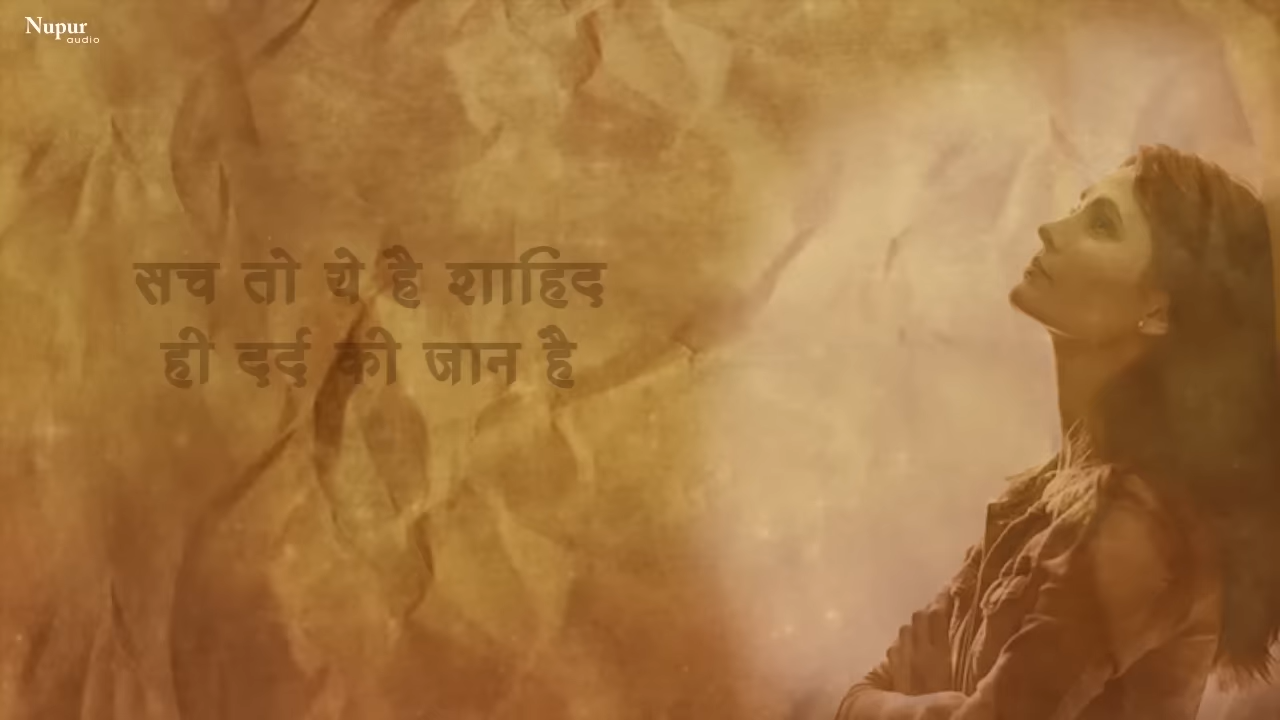 Nupur
audio
सच तो ये है शाहिद
ही दर्द की जान है